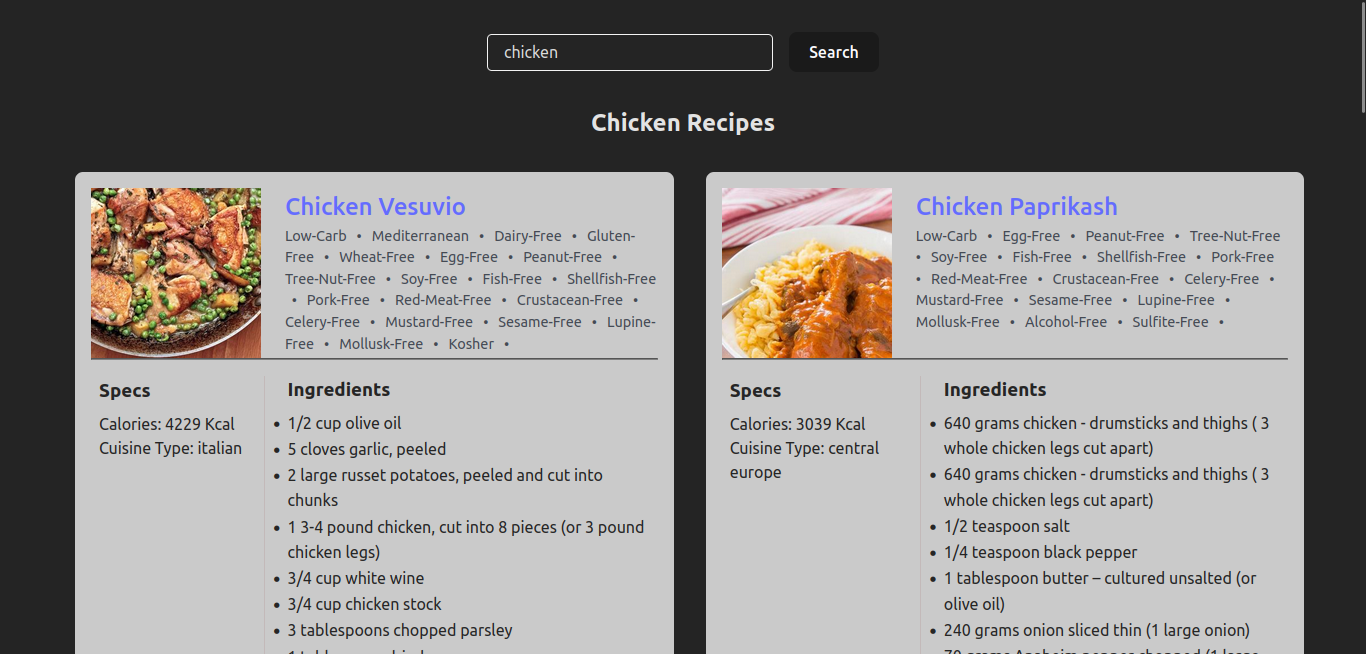 chicken
Search
Chicken Recipes
Chicken Vesuvio
Low-Carb • Mediterranean • Dairy-Free • Gluten-
Free • Wheat-Free • Egg-Free • Peanut-Free •
Tree-Nut-Free • Soy-Free • Fish-Free • Shellfish-Free
• Pork-Free • Red-Meat-Free • Crustacean-Free •
Celery-Free • Mustard-Free • Sesame-Free • Lupine-
Free • Mollusk-Free • Kosher •
Specs
Calories: 4229 Kcal
Cuisine Type: italian
Ingredients
• 1/2 cup olive oil
• 5 cloves garlic, peeled
• 2 large russet potatoes, peeled and cut into
chunks
• 1 3-4 pound chicken, cut into 8 pieces (or 3 pound
chicken legs)
• 3/4 cup white wine
• 3/4 cup chicken stock
• 3 tablespoons chopped parsley
Chicken Paprikash
Low-Carb • Egg-Free • Peanut-Free • Tree-Nut-Free
• Soy-Free • Fish-Free • Shellfish-Free • Pork-Free
• Red-Meat-Free • Crustacean-Free • Celery-Free •
Mustard-Free • Sesame-Free • Lupine-Free •
Mollusk-Free • Alcohol-Free • Sulfite-Free •
Specs
Calories: 3039 Kcal
Cuisine Type: central
europe
Ingredients
• 640 grams chicken - drumsticks and thighs ( 3
whole chicken legs cut apart)
• 640 grams chicken - drumsticks and thighs ( 3
whole chicken legs cut apart)
• 1/2 teaspoon salt
• 1/4 teaspoon black pepper
• 1 tablespoon butter – cultured unsalted (or
olive oil)
• 240 grams onion sliced thin (1 large onion)